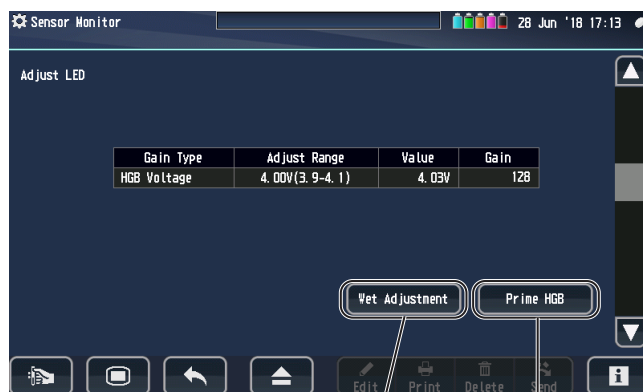 Sensor Monitor
28 Jun '18 17:13
Adjust LED
Gain Type Adjust Range Value Gain
HGB Voltage 4.00V(3.9-4.1) 4.03V 128
Wet Adjustment Prime HGB
Edit Print Delete Send
i